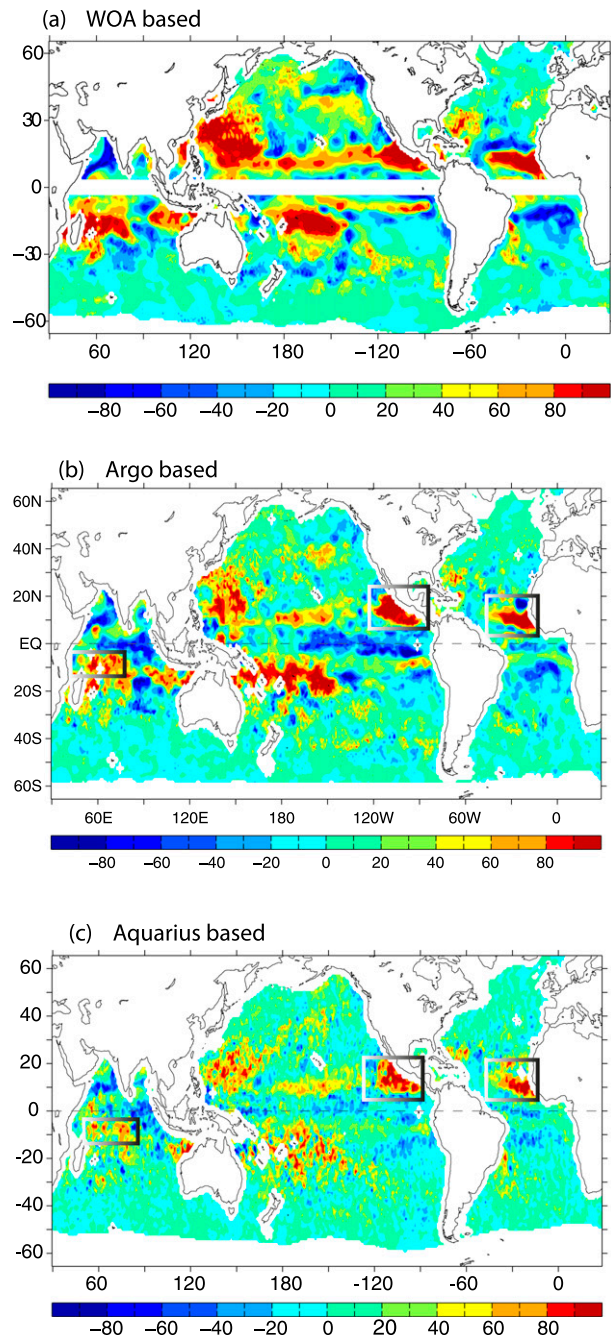 (a) WOA based
60
30
0
−30
−60
60 120 180 −120 −60 0
−80 −60 −40 −20 0 20 40 60 80
(b) Argo based
60N
40N
20N
EQ
20S
40S
60S
60E 120E 180 120W 60W 0
−80 −60 −40 −20 0 20 40 60 80
(c) Aquarius based
60
40
20
0
-20
-40
-60
60 120 180 -120 -60 0
−80 −60 −40 −20 0 20 40 60 80